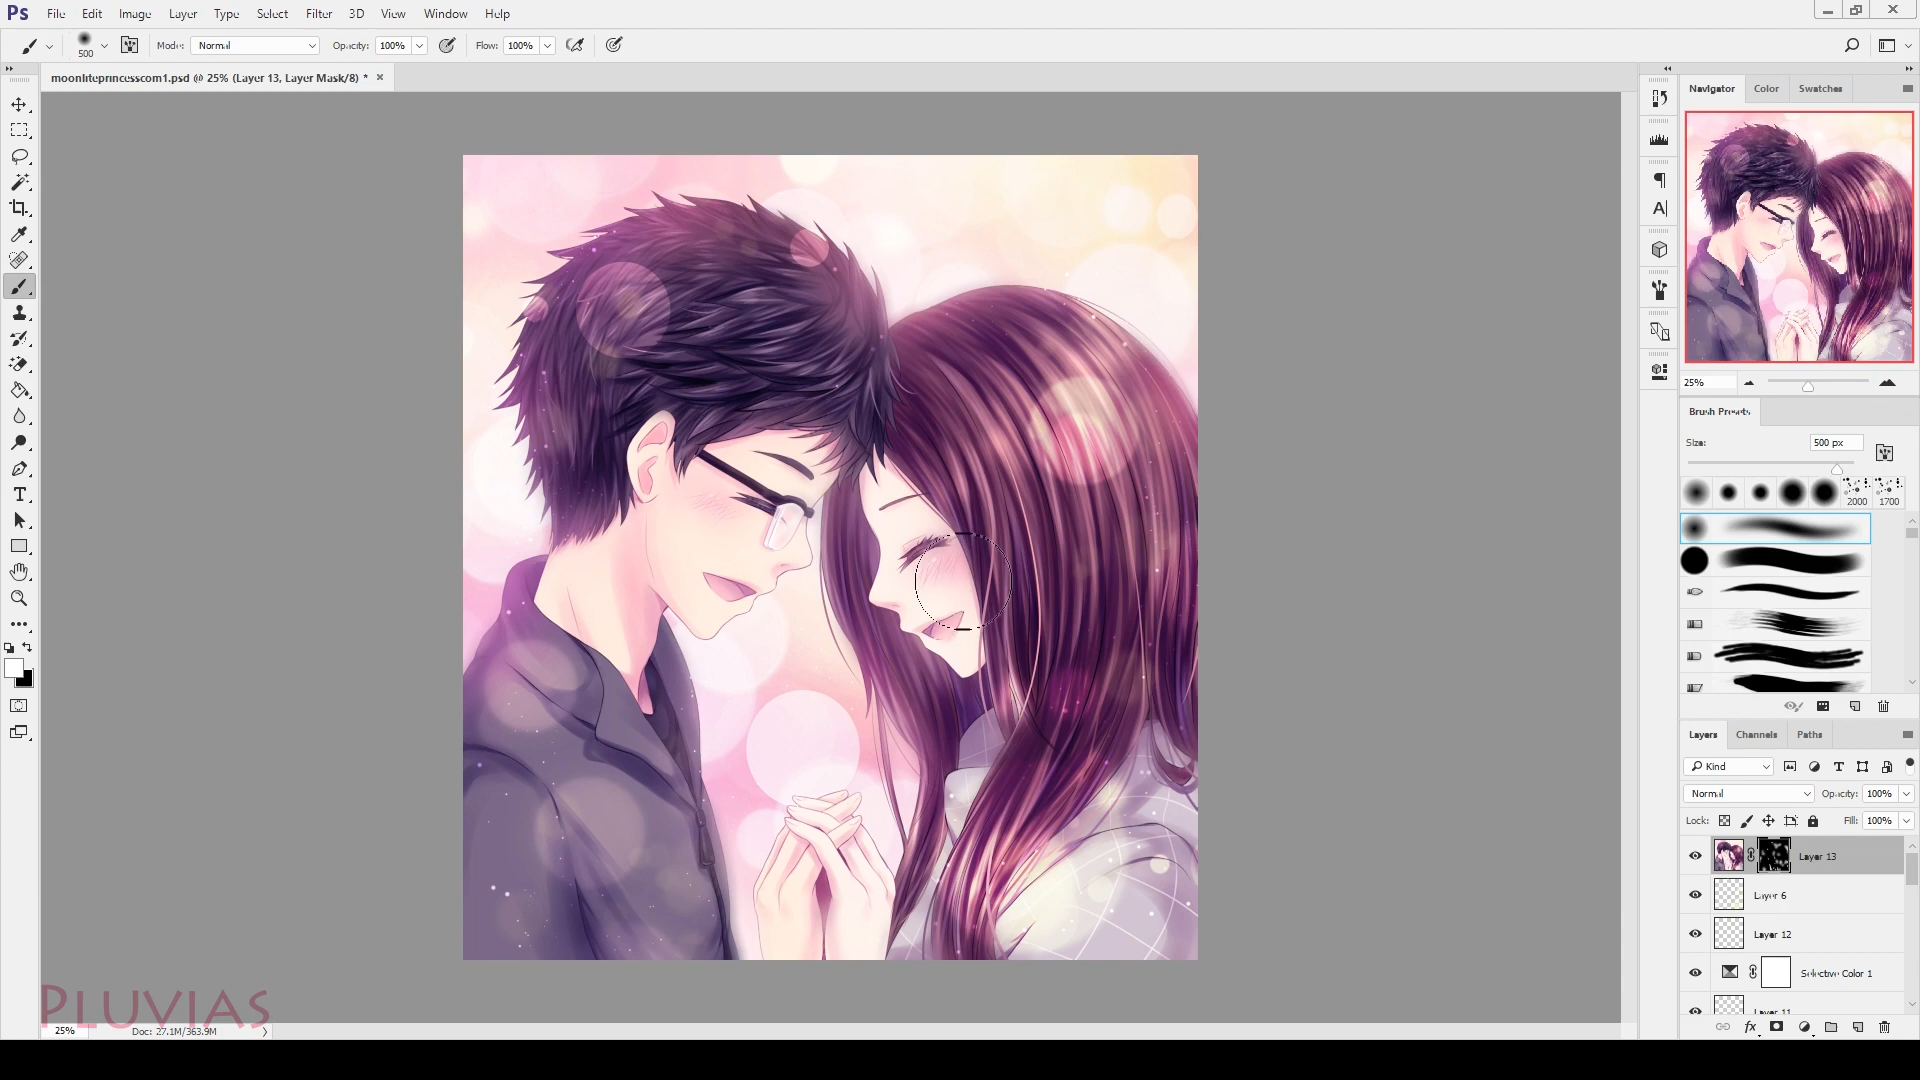 Ps File Edit Image Layer Type Select Filter 3D View Window Help
500 Mode: Normal Opacity: 100% Flow: 100%
moonliteprincesscom1.psd @ 25% (Layer 13, Layer Mask/8) * ×
Navigator Color Swatches
25%
Brush Presets
Size: 500 px
2000 1700
Layers Channels Paths
Kind
Normal Opacity: 100%
Lock: Fill: 100%
Layer 13
Layer 6
Layer 12
Selective Color 1
Layer 11
PLUVIAS
25% Doc: 27.1M/363.9M